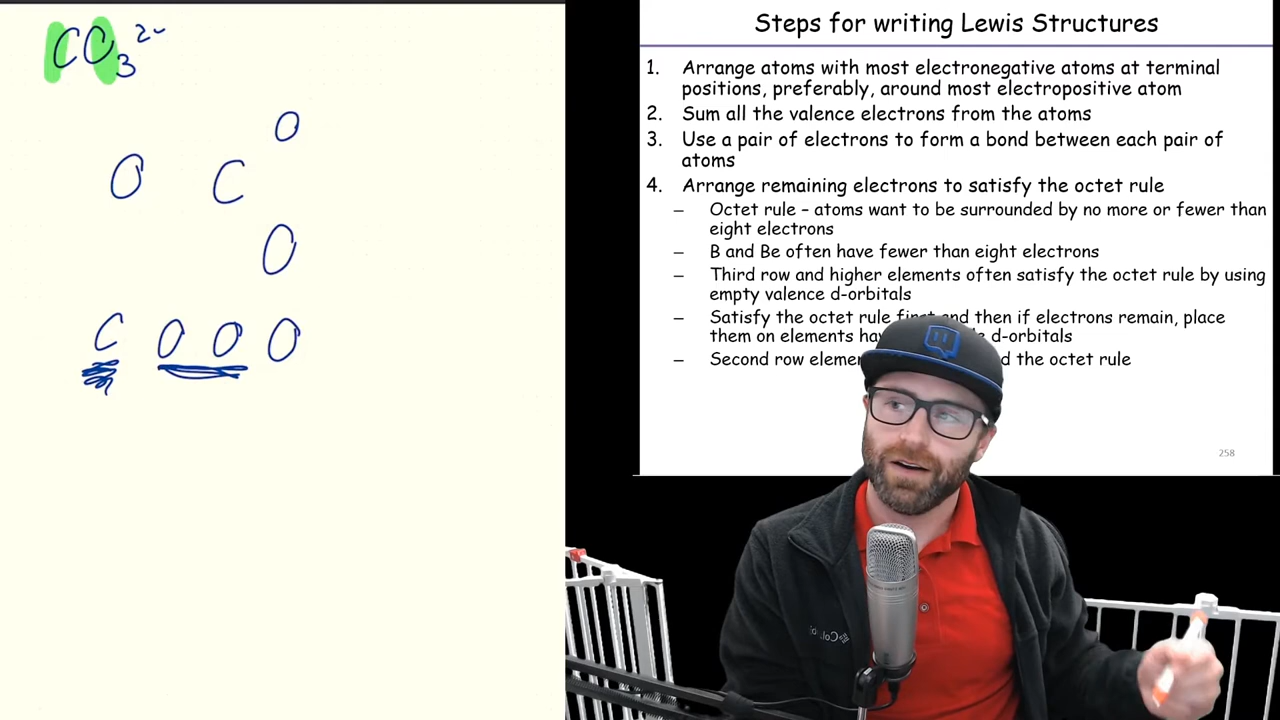 CO₃²⁻
O
O C
O
C O O O
Steps for writing Lewis Structures
1. Arrange atoms with most electronegative atoms at terminal
positions, preferably, around most electropositive atom
2. Sum all the valence electrons from the atoms
3. Use a pair of electrons to form a bond between each pair of
atoms
4. Arrange remaining electrons to satisfy the octet rule
– Octet rule – atoms want to be surrounded by no more or fewer than
eight electrons
– B and Be often have fewer than eight electrons
– Third row and higher elements often satisfy the octet rule by using
empty valence d-orbitals
– Satisfy the octet rule first and then if electrons remain, place
them on elements d-orbitals
– Second row the octet rule
258